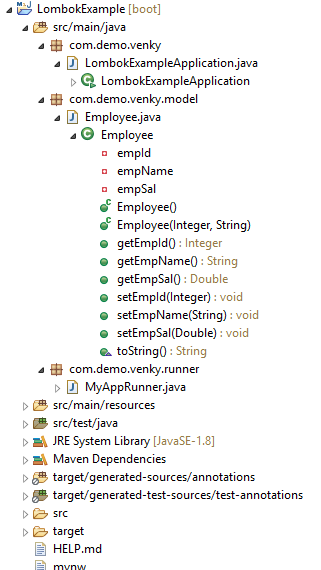 LombokExample [boot]
src/main/java
com.demo.venky
LombokExampleApplication.java
LombokExampleApplication
com.demo.venky.model
Employee.java
Employee
empId
empName
empSal
Employee()
Employee(Integer, String)
getEmpId() : Integer
getEmpName() : String
getEmpSal() : Double
setEmpId(Integer) : void
setEmpName(String) : void
setEmpSal(Double) : void
toString() : String
com.demo.venky.runner
MyAppRunner.java
src/main/resources
src/test/java
JRE System Library [JavaSE-1.8]
Maven Dependencies
target/generated-sources/annotations
target/generated-test-sources/test-annotations
src
target
HELP.md